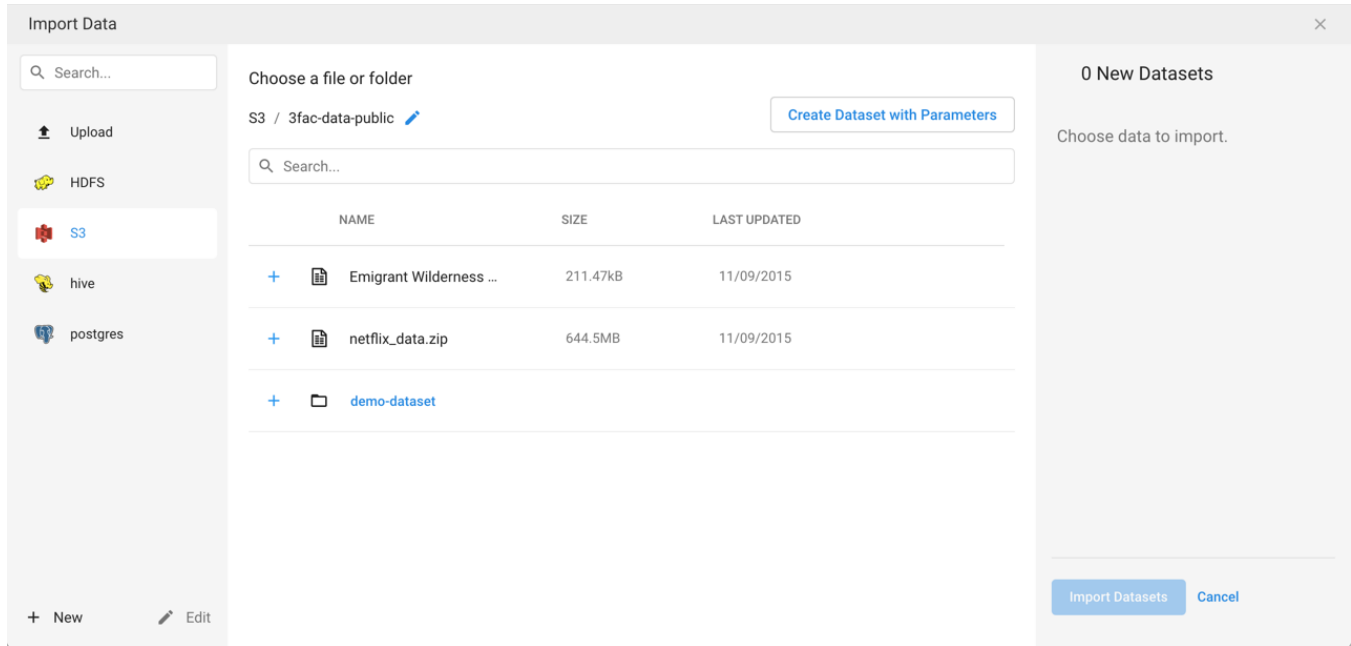 Import Data
Search...
Upload
HDFS
S3
hive
postgres
+ New
Edit
Choose a file or folder
S3 / 3fac-data-public
Create Dataset with Parameters
Search...
NAME SIZE LAST UPDATED
+ Emigrant Wilderness ... 211.47kB 11/09/2015
+ netflix_data.zip 644.5MB 11/09/2015
+ demo-dataset
0 New Datasets
Choose data to import.
Import Datasets
Cancel